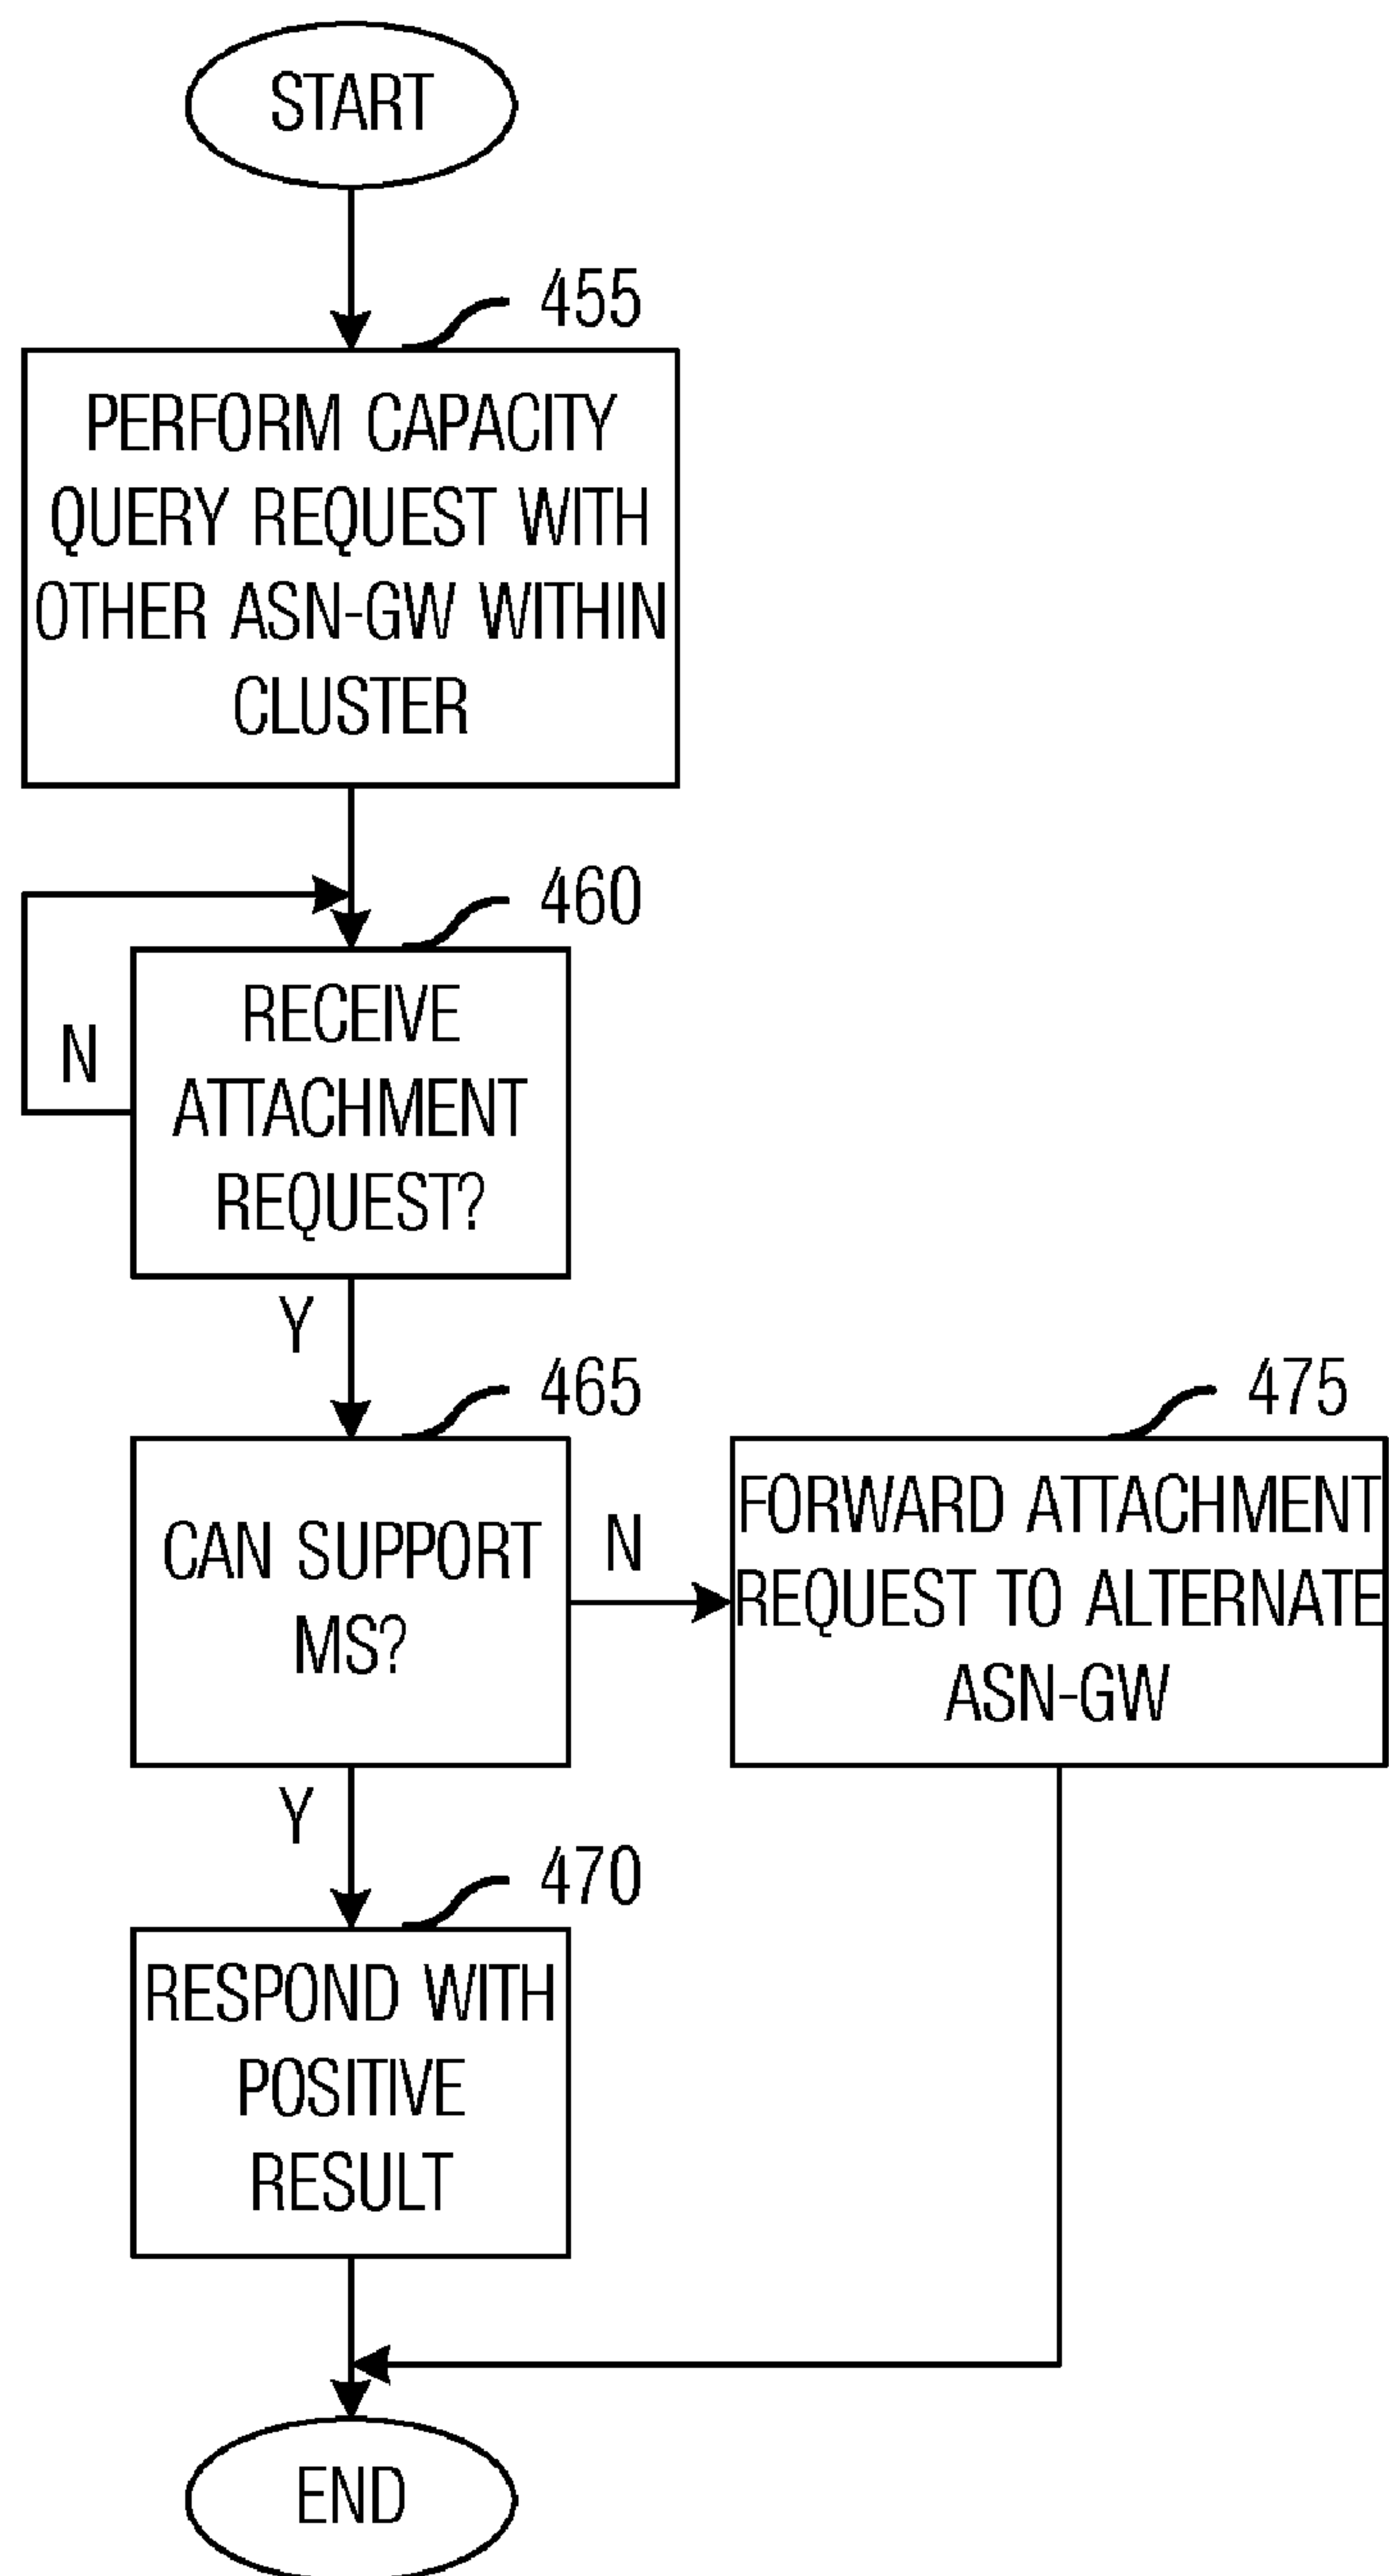 START
455
PERFORM CAPACITY
QUERY REQUEST WITH
OTHER ASN-GW WITHIN
CLUSTER
460
RECEIVE
ATTACHMENT
REQUEST?
N
Y
465
CAN SUPPORT
MS?
N
475
FORWARD ATTACHMENT
REQUEST TO ALTERNATE
ASN-GW
Y
470
RESPOND WITH
POSITIVE
RESULT
END